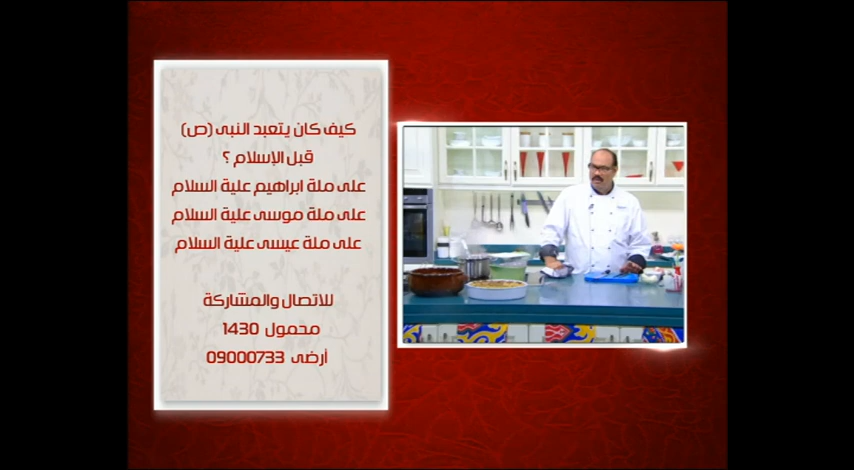 كيف كان يتعبد النبى (ص)
قبل الإسلام ؟
على ملة ابراهيم علية السلام
على ملة موسى علية السلام
على ملة عيسى علية السلام
للاتصال والمشاركة
محمول 1430
أرضى 09000733